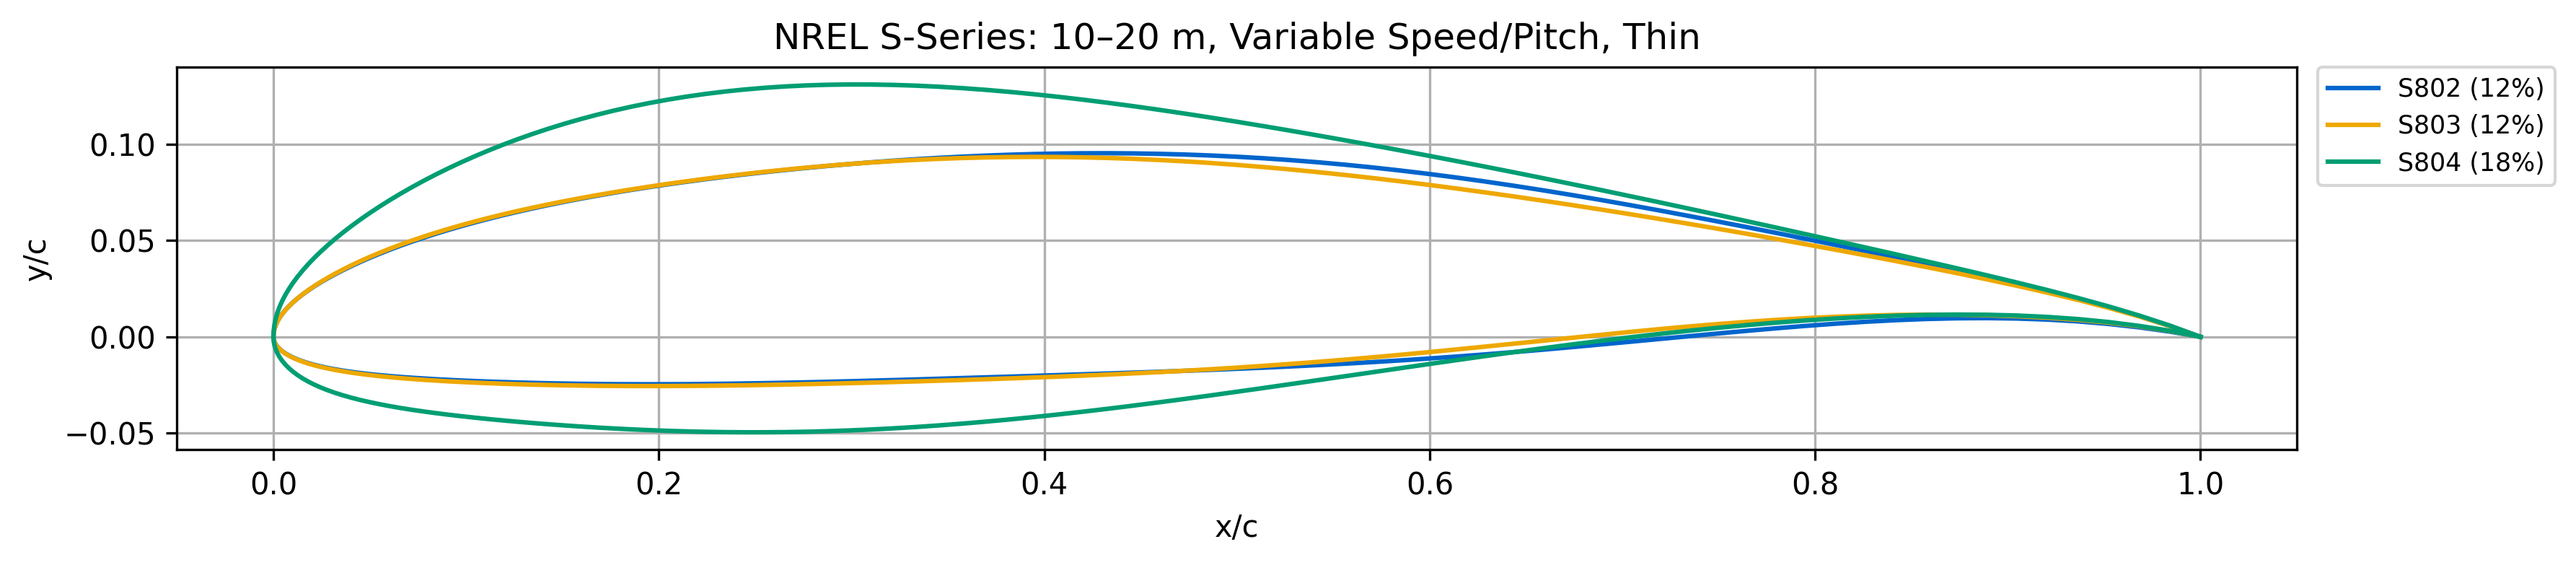 NREL S-Series: 10–20 m, Variable Speed/Pitch, Thin
S802 (12%)
S803 (12%)
S804 (18%)
y/c
0.10
0.05
0.00
−0.05
0.0 0.2 0.4 0.6 0.8 1.0
x/c